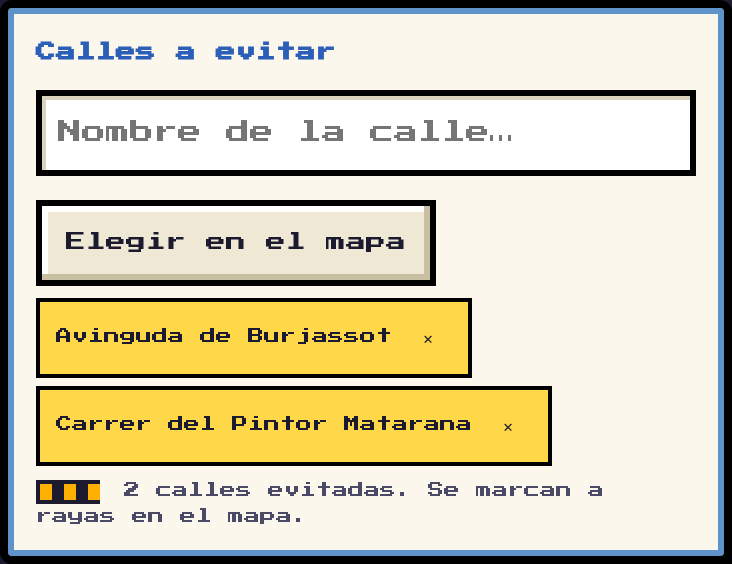 Calles a evitar
Nombre de la calle…
Elegir en el mapa
Avinguda de Burjassot ×
Carrer del Pintor Matarana ×
2 calles evitadas. Se marcan a
rayas en el mapa.